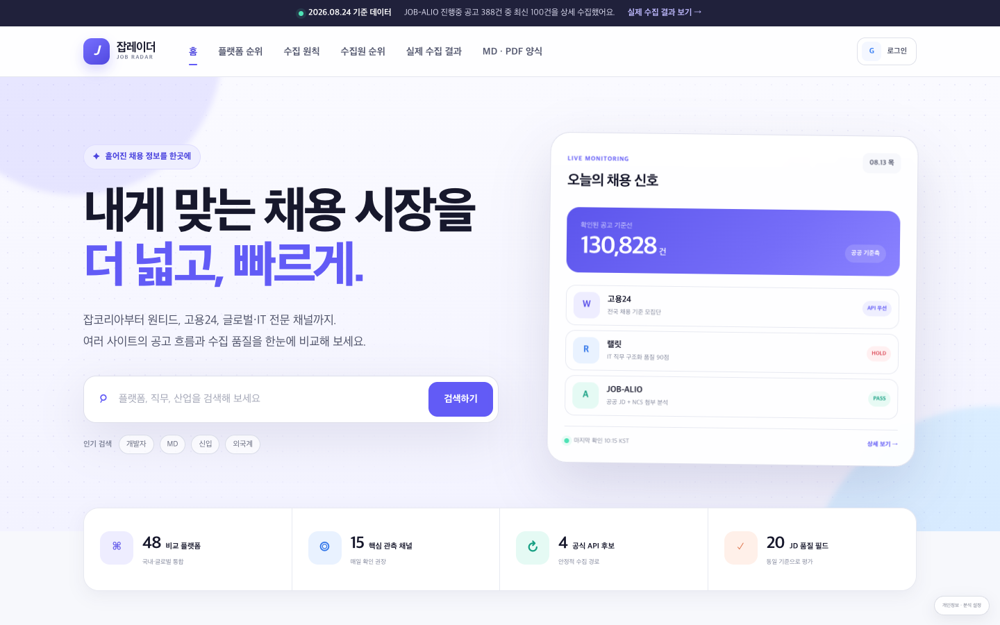 2026.08.24 기준 데이터 JOB-ALIO 진행중 공고 388건 중 최신 100건을 상세 수집했어요. 실제 수집 결과 보기 →
J 잡레이더
JOB RADAR
홈 플랫폼 순위 수집 원칙 수집원 순위 실제 수집 결과 MD · PDF 양식
G 로그인
✦ 흩어진 채용 정보를 한곳에
내게 맞는 채용 시장을
더 넓고, 빠르게.
잡코리아부터 원티드, 고용24, 글로벌·IT 전문 채널까지.
여러 사이트의 공고 흐름과 수집 품질을 한눈에 비교해 보세요.
플랫폼, 직무, 산업을 검색해 보세요 검색하기
인기 검색 개발자 MD 신입 외국계
LIVE MONITORING
오늘의 채용 신호
08.13 목
확인된 공고 기준선
130,828 건
공공 기준축
W 고용24
전국 채용 기준 모집단
API 우선
R 랠릿
IT 직무 구조화 품질 90점
HOLD
A JOB-ALIO
공공 JD + NCS 첨부 분석
PASS
마지막 확인 10:15 KST
상세 보기 →
⌘ 48 비교 플랫폼
국내·글로벌 통합
◎ 15 핵심 관측 채널
매일 확인 권장
↻ 4 공식 API 후보
안정적 수집 경로
✓ 20 JD 품질 필드
동일 기준으로 평가
개인정보 · 분석 설정